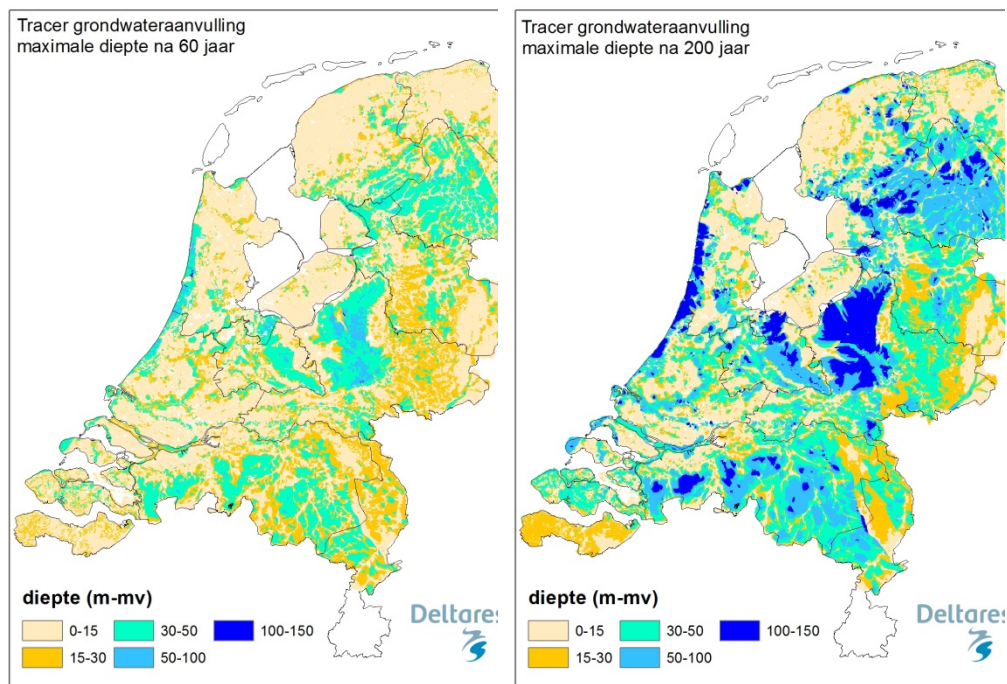 Tracer grondwateraanvulling
maximale diepte na 60 jaar
diepte (m-mv)
0-15
30-50
100-150
15-30
50-100
Deltares
Tracer grondwateraanvulling
maximale diepte na 200 jaar
diepte (m-mv)
0-15
30-50
100-150
15-30
50-100
Deltares